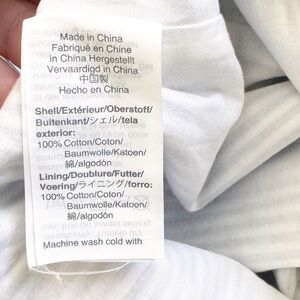 Made in China
Fabriqué en Chine
in China Hergestellt
Vervaardigd in China
中国製
Hecho en China
Shell/Extérieur/Oberstoff/
Buitenkant/シェル/tela
exterior:
100% Cotton/Coton/
Baumwolle/Katoen/
綿/algodón
Lining/Doublure/Futter/
Voering/ライニング/forro:
100% Cotton/Coton/
Baumwolle/Katoen/
綿/algodón
Machine wash cold with